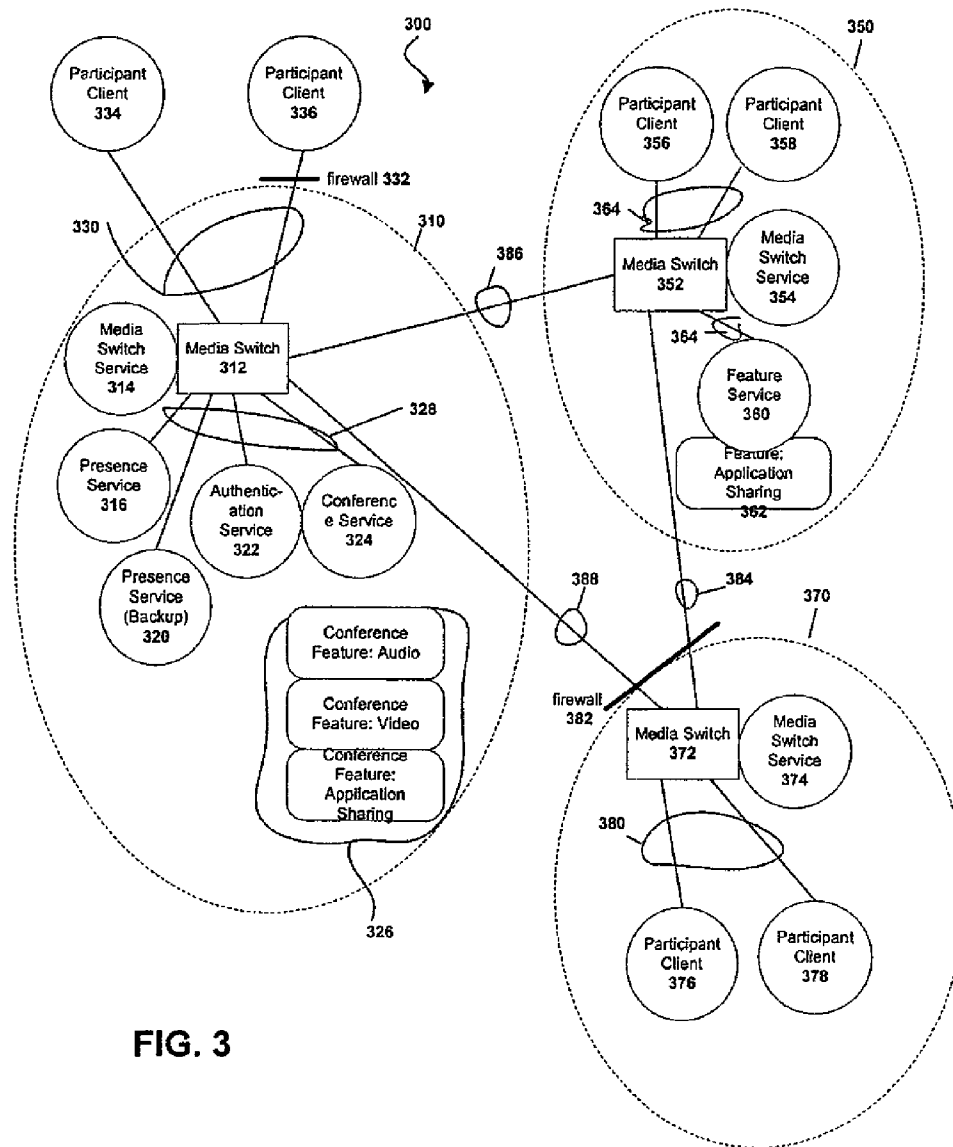 300
350
Participant
Client
334
Participant
Client
336
Participant
Client
356
Participant
Client
358
firewall 332
330
310
364
386
Media Switch
352
Media
Switch
Service
354
364
Media
Switch
Service
314
Media Switch
312
328
Feature
Service
360
Feature:
Application
Sharing
362
Presence
Service
316
Authentic-
ation
Service
322
Conferenc
e Service
324
Presence
Service
(Backup)
320
388
384
370
Conference
Feature: Audio
Conference
Feature: Video
Conference
Feature:
Application
Sharing
326
firewall
382
Media Switch
372
Media
Switch
Service
374
380
Participant
Client
376
Participant
Client
378
FIG. 3